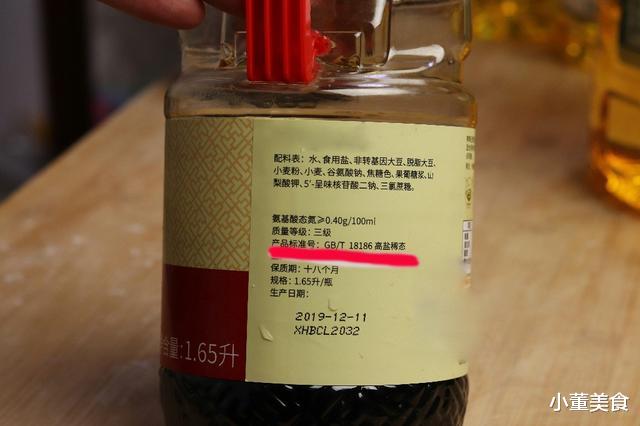 配料表：水、食用盐、非转基因大豆、脱脂大豆、
小麦粉、小麦、谷氨酸钠、焦糖色、果葡糖浆、山
梨酸钾、5'-呈味核苷酸二钠、三氯蔗糖。
氨基酸态氮≥0.40g/100ml
质量等级：三级
产品标准号：GB/T 18186 高盐稀态
保质期：十八个月
规格：1.65升/瓶
生产日期：
2019-12-11
XHBCL2032
含量:1.65升
小董美食